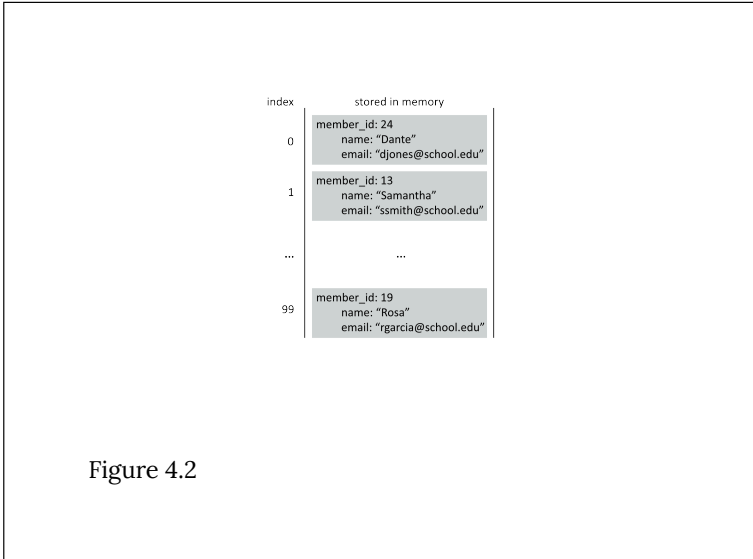 index stored in memory
0
member_id: 24
name: “Dante”
email: “djones@school.edu”
1
member_id: 13
name: “Samantha”
email: “ssmith@school.edu”
... ...
99
member_id: 19
name: “Rosa”
email: “rgarcia@school.edu”
Figure 4.2